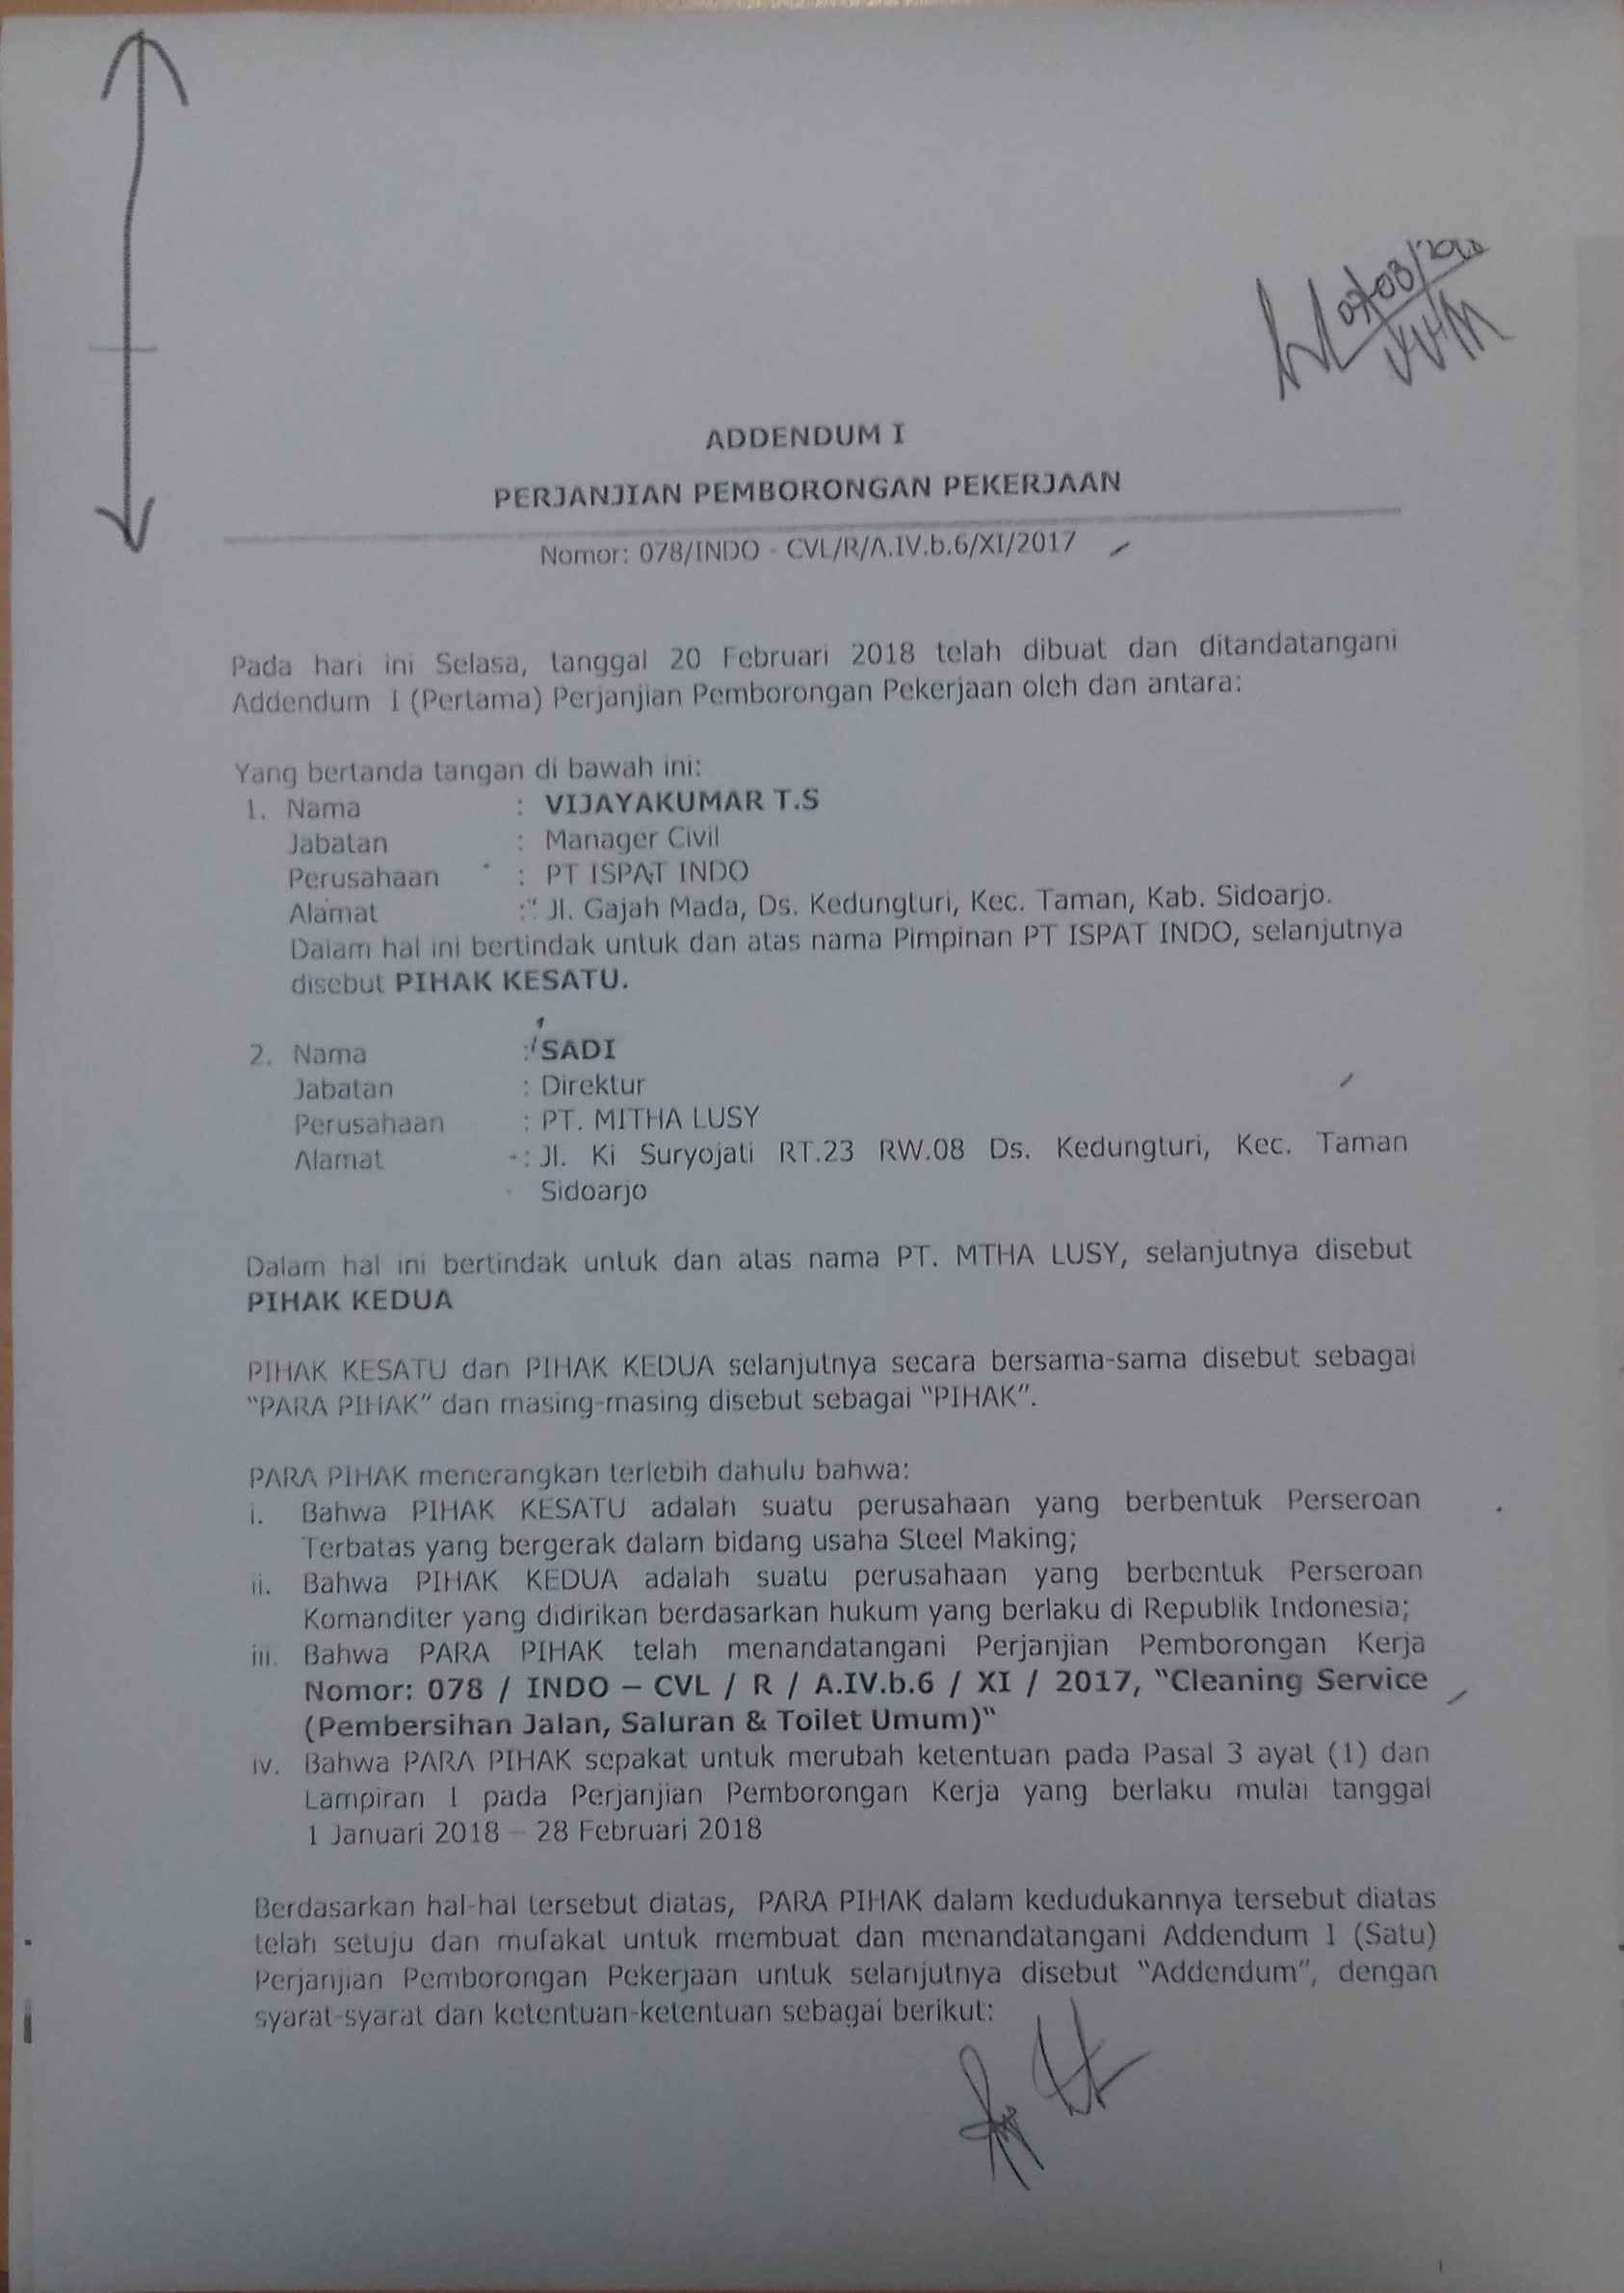 07-03/2018
VVM
ADDENDUM I
PERJANJIAN PEMBORONGAN PEKERJAAN
Nomor: 078/INDO - CVL/R/A.IV.b.6/XI/2017
Pada hari ini Selasa, tanggal 20 Februari 2018 telah dibuat dan ditandatangani
Addendum I (Pertama) Perjanjian Pemborongan Pekerjaan oleh dan antara:
Yang bertanda tangan di bawah ini:
1. Nama : VIJAYAKUMAR T.S
Jabatan : Manager Civil
Perusahaan : PT ISPAT INDO
Alamat : Jl. Gajah Mada, Ds. Kedungturi, Kec. Taman, Kab. Sidoarjo.
Dalam hal ini bertindak untuk dan atas nama Pimpinan PT ISPAT INDO, selanjutnya
disebut PIHAK KESATU.
2. Nama : SADI
Jabatan : Direktur
Perusahaan : PT. MITHA LUSY
Alamat : Jl. Ki Suryojati RT.23 RW.08 Ds. Kedungturi, Kec. Taman
Sidoarjo
Dalam hal ini bertindak untuk dan atas nama PT. MTHA LUSY, selanjutnya disebut
PIHAK KEDUA
PIHAK KESATU dan PIHAK KEDUA selanjutnya secara bersama-sama disebut sebagai
“PARA PIHAK” dan masing-masing disebut sebagai “PIHAK”.
PARA PIHAK menerangkan terlebih dahulu bahwa:
i. Bahwa PIHAK KESATU adalah suatu perusahaan yang berbentuk Perseroan
Terbatas yang bergerak dalam bidang usaha Steel Making;
ii. Bahwa PIHAK KEDUA adalah suatu perusahaan yang berbentuk Perseroan
Komanditer yang didirikan berdasarkan hukum yang berlaku di Republik Indonesia;
iii. Bahwa PARA PIHAK telah menandatangani Perjanjian Pemborongan Kerja
Nomor: 078 / INDO – CVL / R / A.IV.b.6 / XI / 2017, “Cleaning Service
(Pembersihan Jalan, Saluran & Toilet Umum)“
iv. Bahwa PARA PIHAK sepakat untuk merubah ketentuan pada Pasal 3 ayat (1) dan
Lampiran 1 pada Perjanjian Pemborongan Kerja yang berlaku mulai tanggal
1 Januari 2018 – 28 Februari 2018
Berdasarkan hal-hal tersebut diatas, PARA PIHAK dalam kedudukannya tersebut diatas
telah setuju dan mufakat untuk membuat dan menandatangani Addendum 1 (Satu)
Perjanjian Pemborongan Pekerjaan untuk selanjutnya disebut “Addendum”, dengan
syarat-syarat dan ketentuan-ketentuan sebagai berikut:
1